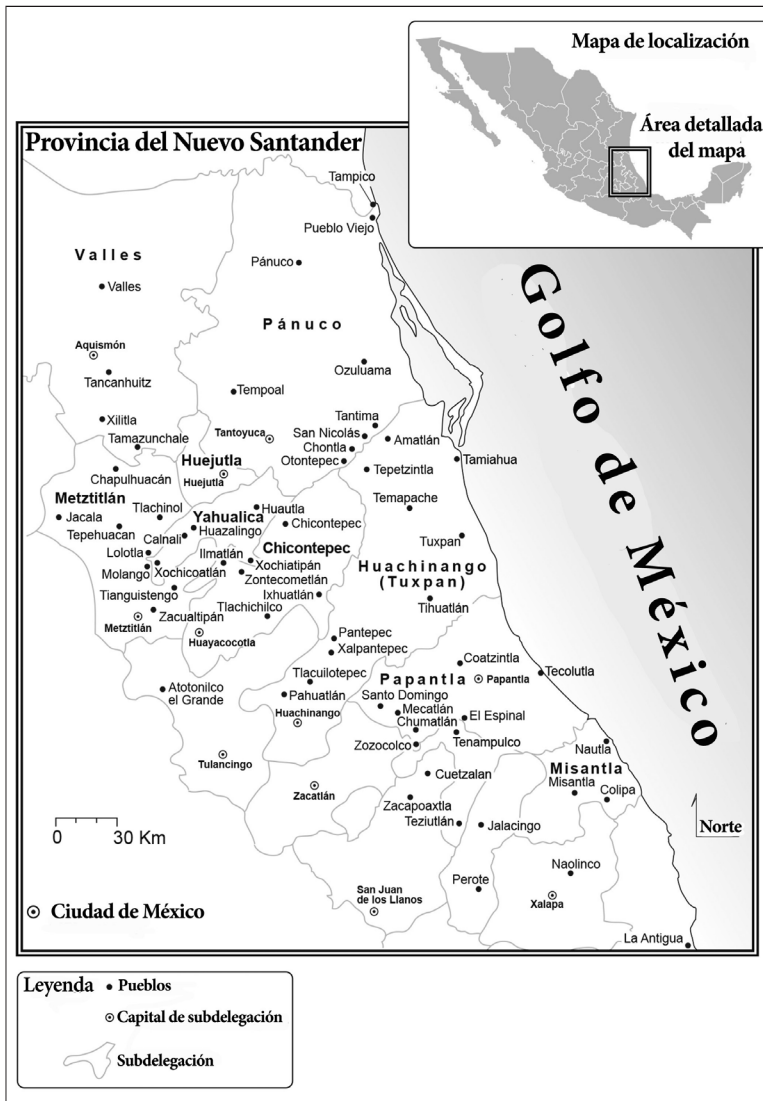 Mapa de localización
Área detallada
del mapa
Provincia del Nuevo Santander
Tampico
Pueblo Viejo
Valles
Pánuco
Valles
Pánuco
Aquismón
Tancanhuitz
Ozuluama
Tempoal
Xilitla
Tantima
Tamazunchale
Tantoyuca
San Nicolás
Amatlán
Chontla
Otontepec
Tamiahua
Huejutla
Huejutla
Chapulhuacán
Tepetzintla
Metztitlán
Tlachinol
Huautla
Temapache
Jacala
Yahualica
Tepehuacan
Huazalingo
Chicontepec
Calnali
Tuxpan
Lolotla
Ilmatlán
Chicontepec
Xochiatipán
Huachinango
(Tuxpan)
Molango
Xochicoatlán
Zontecometlán
Tianguistengo
Ixhuatlán
Tlachichilco
Tihuatlán
Metztitlán
Zacualtipán
Huayacocotla
Pantepec
Xalpantepec
Coatzintla
Tecolutla
Atotonilco
el Grande
Tlacuilotepec
Papantla
Papantla
Pahuatlán
Santo Domingo
Mecatlán
Huachinango
Chumatlán
El Espinal
Zozocolco
Tenampulco
Nautla
Tulancingo
Misantla
Zacatlán
Cuetzalan
Misantla
Colipa
Zacapoaxtla
Teziutlán
Jalacingo
Golfo de México
Norte
0 30 Km
Naolinco
Perote
San Juan
de los Llanos
Xalapa
Ciudad de México
La Antigua
Leyenda
Pueblos
Capital de subdelegación
Subdelegación